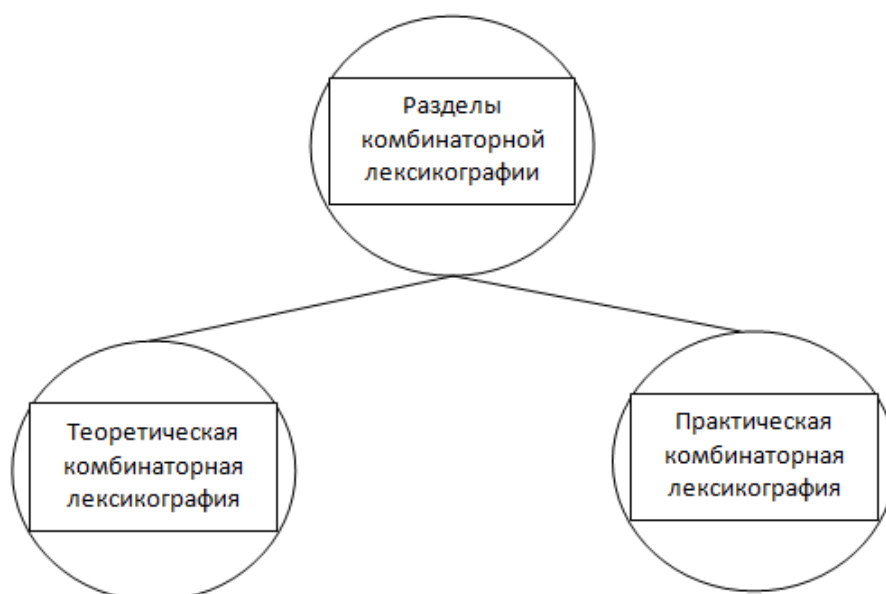 Разделы
комбинаторной
лексикографии
Теоретическая
комбинаторная
лексикография
Практическая
комбинаторная
лексикография